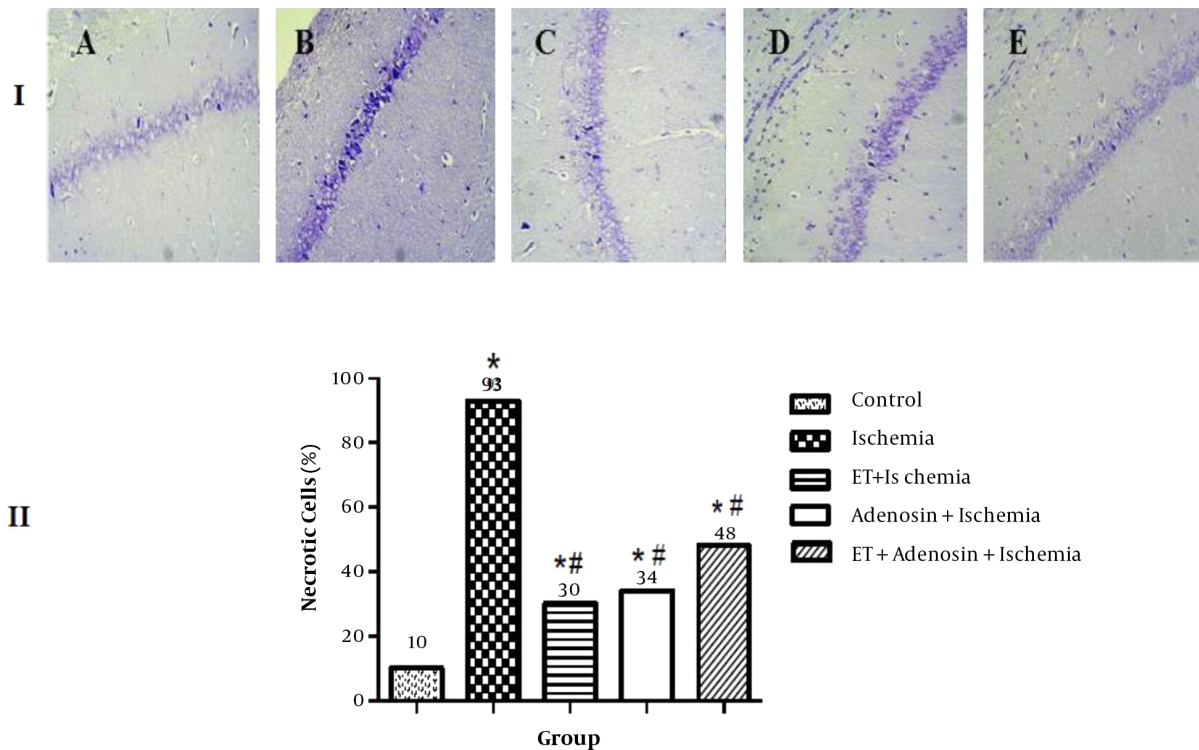 I
A
B
C
D
E
II
Necrotic Cells (%)
100
80
60
40
20
0
10
*
93
*#
30
* #
34
* #
48
Group
Control
Ischemia
ET+Is chemia
Adenosin + Ischemia
ET + Adenosin + Ischemia